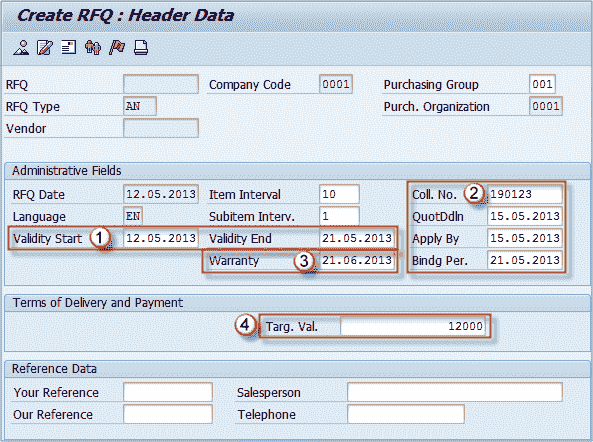 Create RFQ : Header Data
RFQ Company Code 0001 Purchasing Group 001
RFQ Type AN Purch. Organization 0001
Vendor
Administrative Fields
RFQ Date 12.05.2013 Item Interval 10 Coll. No. 2 190123
Language EN Subitem Interv. 1 QuotDdln 15.05.2013
Validity Start 1 12.05.2013 Validity End 21.05.2013 Apply By 15.05.2013
Warranty 3 21.06.2013 Bindg Per. 21.05.2013
Terms of Delivery and Payment
4 Targ. Val. 12000
Reference Data
Your Reference Salesperson
Our Reference Telephone